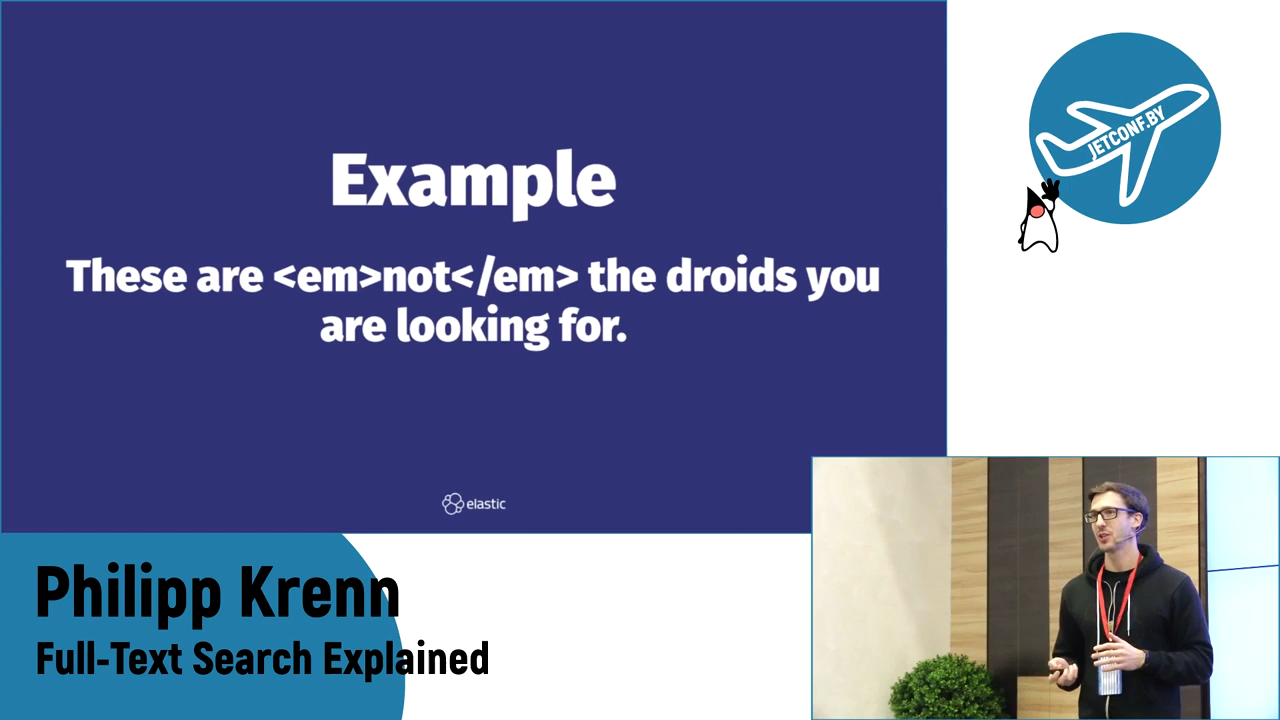 Example
These are <em>not</em> the droids you
are looking for.
elastic
JETCONF.BY
Philipp Krenn
Full-Text Search Explained